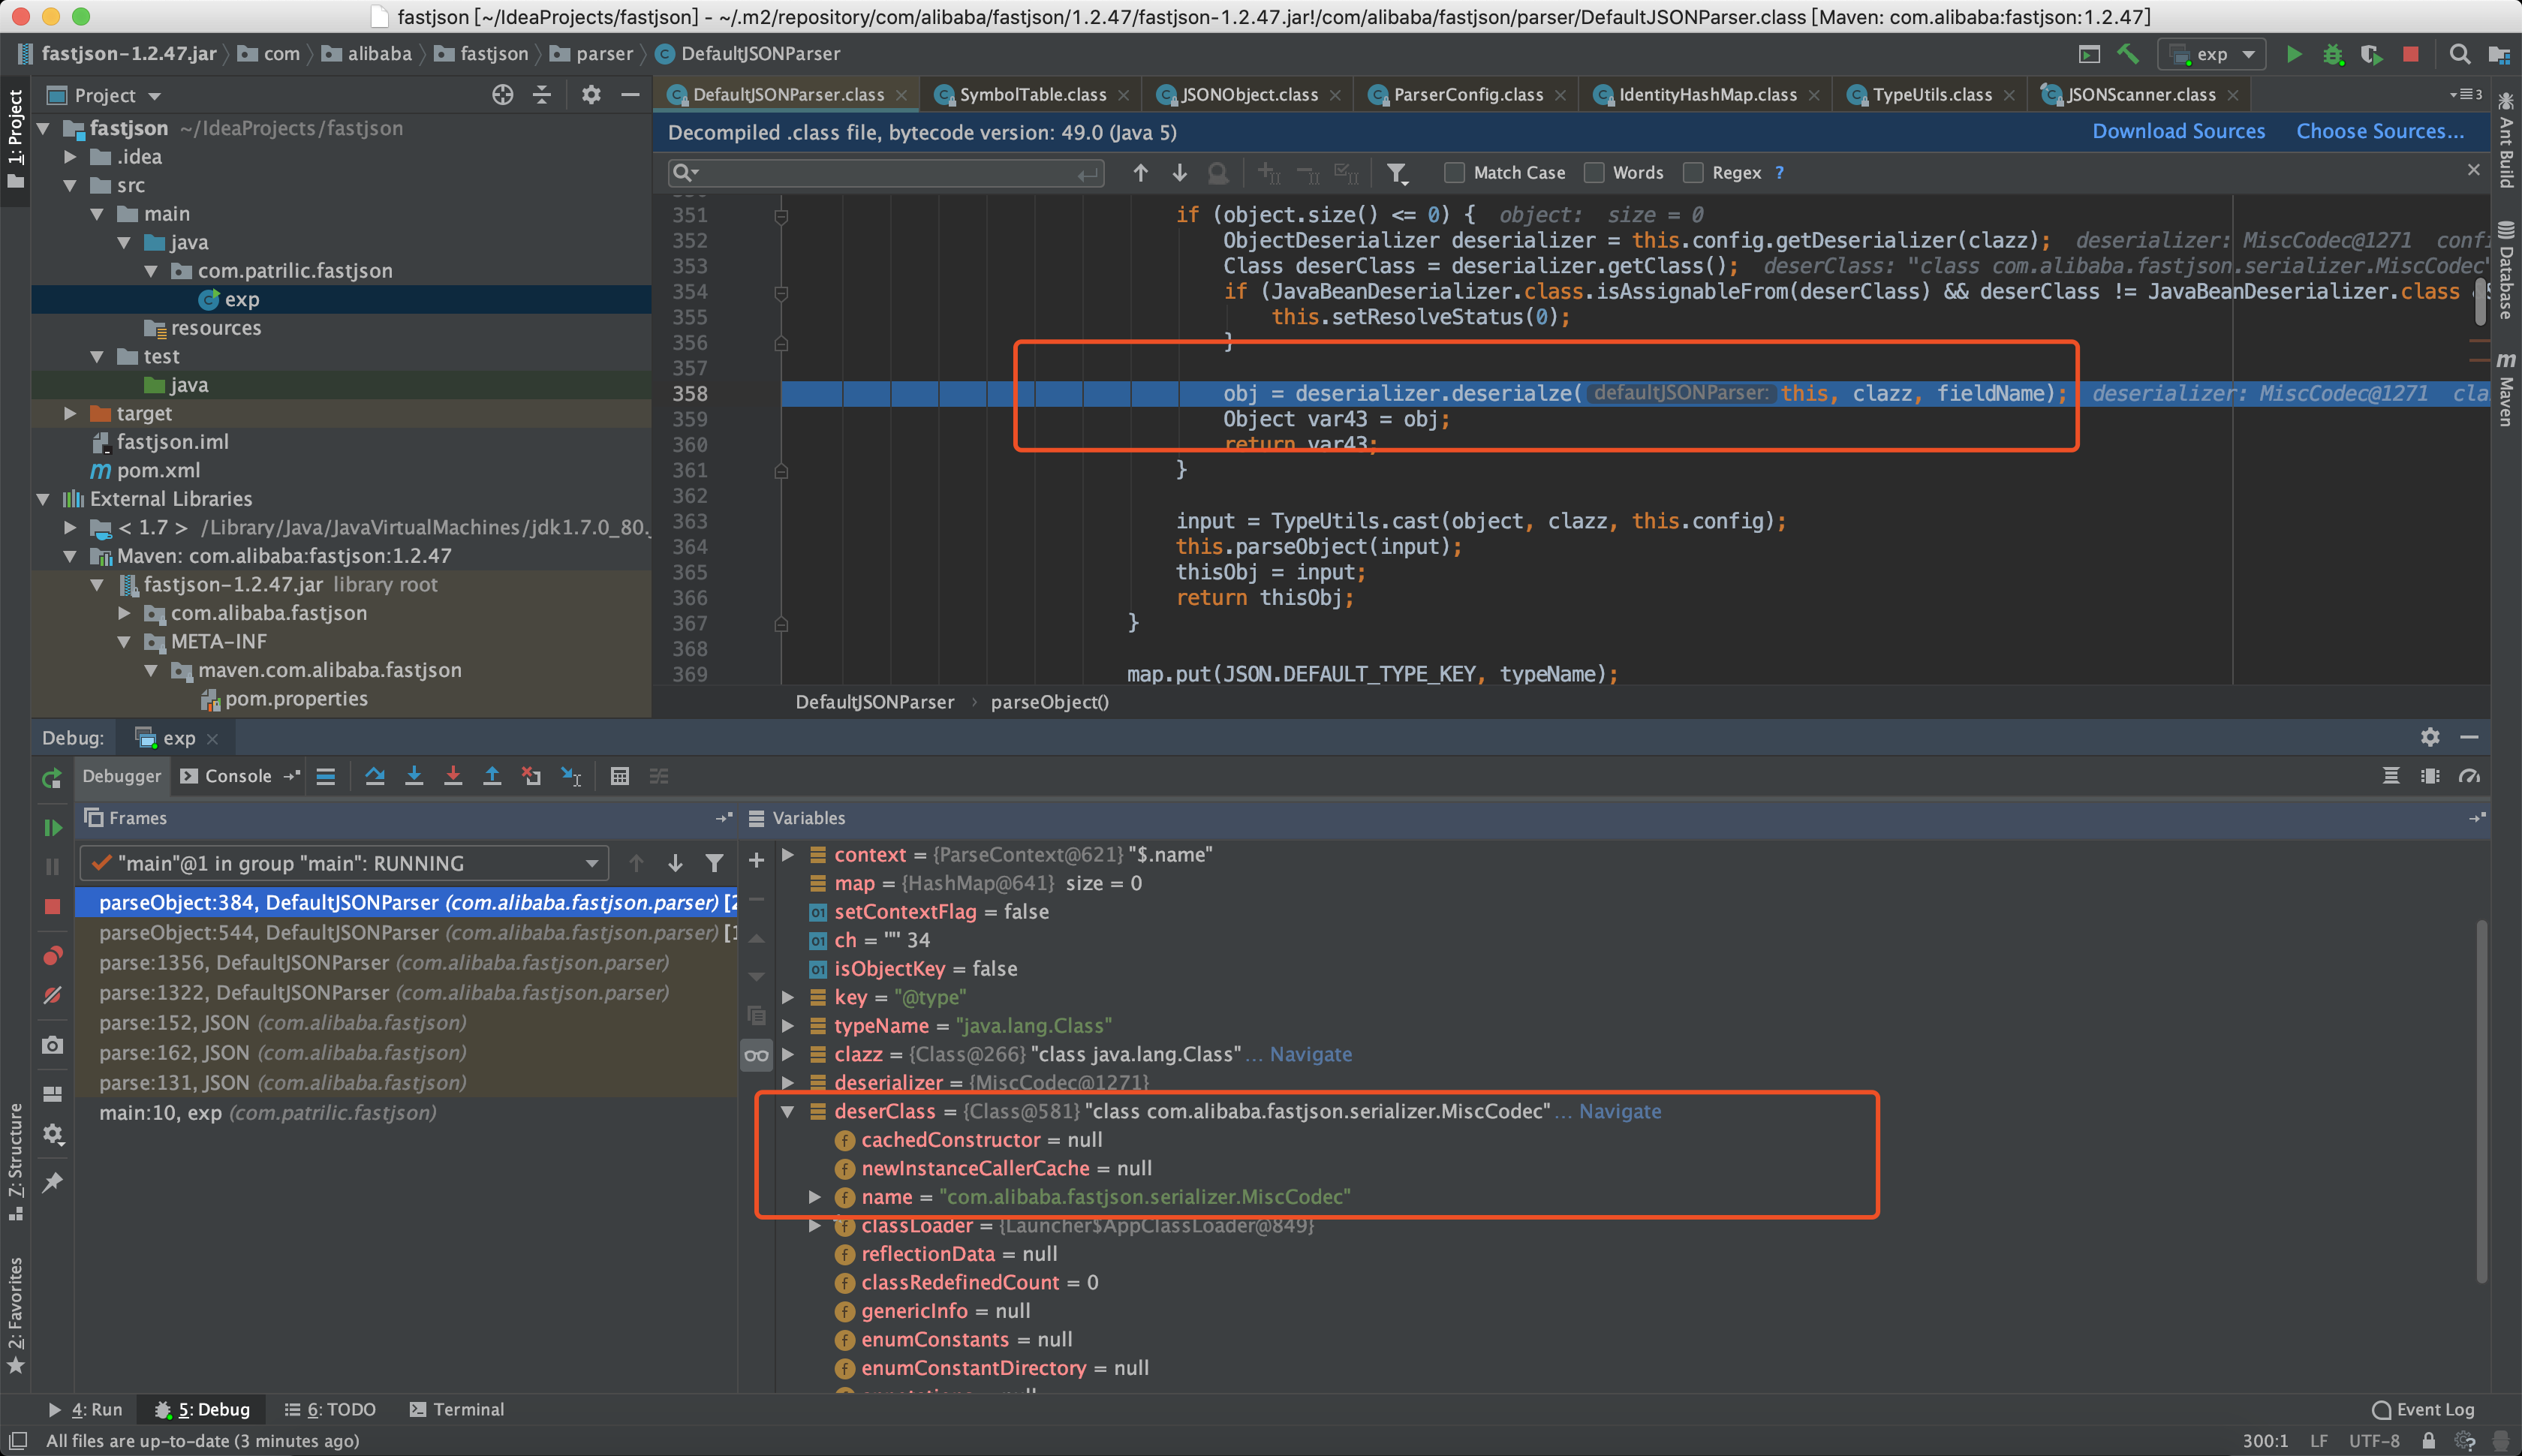 fastjson [~/IdeaProjects/fastjson] - ~/.m2/repository/com/alibaba/fastjson/1.2.47/fastjson-1.2.47.jar!/com/alibaba/fastjson/parser/DefaultJSONParser.class [Maven: com.alibaba:fastjson:1.2.47]
fastjson-1.2.47.jar com alibaba fastjson parser DefaultJSONParser
exp
1: Project
Project
DefaultJSONParser.class SymbolTable.class JSONObject.class ParserConfig.class IdentityHashMap.class TypeUtils.class JSONScanner.class
3
Decompiled .class file, bytecode version: 49.0 (Java 5)
Download Sources Choose Sources...
Match Case Words Regex ?
fastjson ~/IdeaProjects/fastjson
.idea
src
main
java
com.patrilic.fastjson
exp
resources
test
java
target
fastjson.iml
pom.xml
External Libraries
< 1.7 > /Library/Java/JavaVirtualMachines/jdk1.7.0_80.
Maven: com.alibaba:fastjson:1.2.47
fastjson-1.2.47.jar library root
com.alibaba.fastjson
META-INF
maven.com.alibaba.fastjson
pom.properties
351 if (object.size() <= 0) { object: size = 0
352 ObjectDeserializer deserializer = this.config.getDeserializer(clazz); deserializer: MiscCodec@1271 confi
353 Class deserClass = deserializer.getClass(); deserClass: "class com.alibaba.fastjson.serializer.MiscCodec"
354 if (JavaBeanDeserializer.class.isAssignableFrom(deserClass) && deserClass != JavaBeanDeserializer.class
355 this.setResolveStatus(0);
356 }
357
358 obj = deserializer.deserialze( defaultJSONParser: this, clazz, fieldName); deserializer: MiscCodec@1271 cla
359 Object var43 = obj;
360 return var43;
361 }
362
363 input = TypeUtils.cast(object, clazz, this.config);
364 this.parseObject(input);
365 thisObj = input;
366 return thisObj;
367 }
368
369 map.put(JSON.DEFAULT_TYPE_KEY, typeName);
DefaultJSONParser parseObject()
Ant Build
Database
Maven
Debug: exp
Debugger Console
Frames
Variables
"main"@1 in group "main": RUNNING
parseObject:384, DefaultJSONParser (com.alibaba.fastjson.parser) [2
parseObject:544, DefaultJSONParser (com.alibaba.fastjson.parser) [1
parse:1356, DefaultJSONParser (com.alibaba.fastjson.parser)
parse:1322, DefaultJSONParser (com.alibaba.fastjson.parser)
parse:152, JSON (com.alibaba.fastjson)
parse:162, JSON (com.alibaba.fastjson)
parse:131, JSON (com.alibaba.fastjson)
main:10, exp (com.patrilic.fastjson)
context = {ParseContext@621} "$.name"
map = {HashMap@641} size = 0
setContextFlag = false
ch = '"' 34
isObjectKey = false
key = "@type"
typeName = "java.lang.Class"
clazz = {Class@266} "class java.lang.Class" ... Navigate
deserializer = {MiscCodec@1271}
deserClass = {Class@581} "class com.alibaba.fastjson.serializer.MiscCodec" ... Navigate
cachedConstructor = null
newInstanceCallerCache = null
name = "com.alibaba.fastjson.serializer.MiscCodec"
classLoader = {Launcher$AppClassLoader@849}
reflectionData = null
classRedefinedCount = 0
genericInfo = null
enumConstants = null
enumConstantDirectory = null
Z: Structure
2: Favorites
4: Run 5: Debug 6: TODO Terminal
Event Log
All files are up-to-date (3 minutes ago)
300:1 LF UTF-8